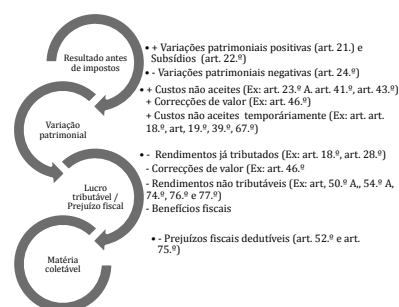 Resultado antes
de impostos
• + Variações patrimoniais positivas (art. 21.) e
Subsídios (art. 22.º)
• - Variações patrimoniais negativas (art. 24.º)
Variação
patrimonial
• + Custos não aceites (Ex: art. 23.º A. art. 41.º, art. 43.º)
+ Correcções de valor (Ex: art. 46.º)
+ Custos não aceites temporáriamente (Ex: art. art.
18.º, art, 19.º, 39.º, 67.º)
Lucro
tributável /
Prejuízo fiscal
• - Rendimentos já tributados (Ex: art. 18.º, art. 28.º)
- Correcções de valor (Ex: art. 46.º
- Rendimentos não tributáveis (Ex: art, 50.º A,, 54.º A,
74.º, 76.º e 77.º)
- Benefícios fiscais
Matéria
coletável
• - Prejuízos fiscais dedutíveis (art. 52.º e art.
75.º)